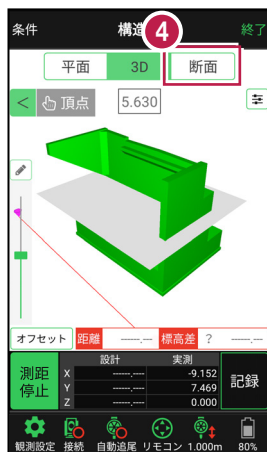 条件 構造 終了
4
平面 3D 断面
< 頂点 5.630
オフセット 距離 ------.--- 標高差 ? ------.---
設計 実測
測距停止 X ------.--- -9.152 記録
Y ------.--- 7.469
Z ------.--- 0.000
観測設定 接続 自動追尾 リモコン 1.000m 80%